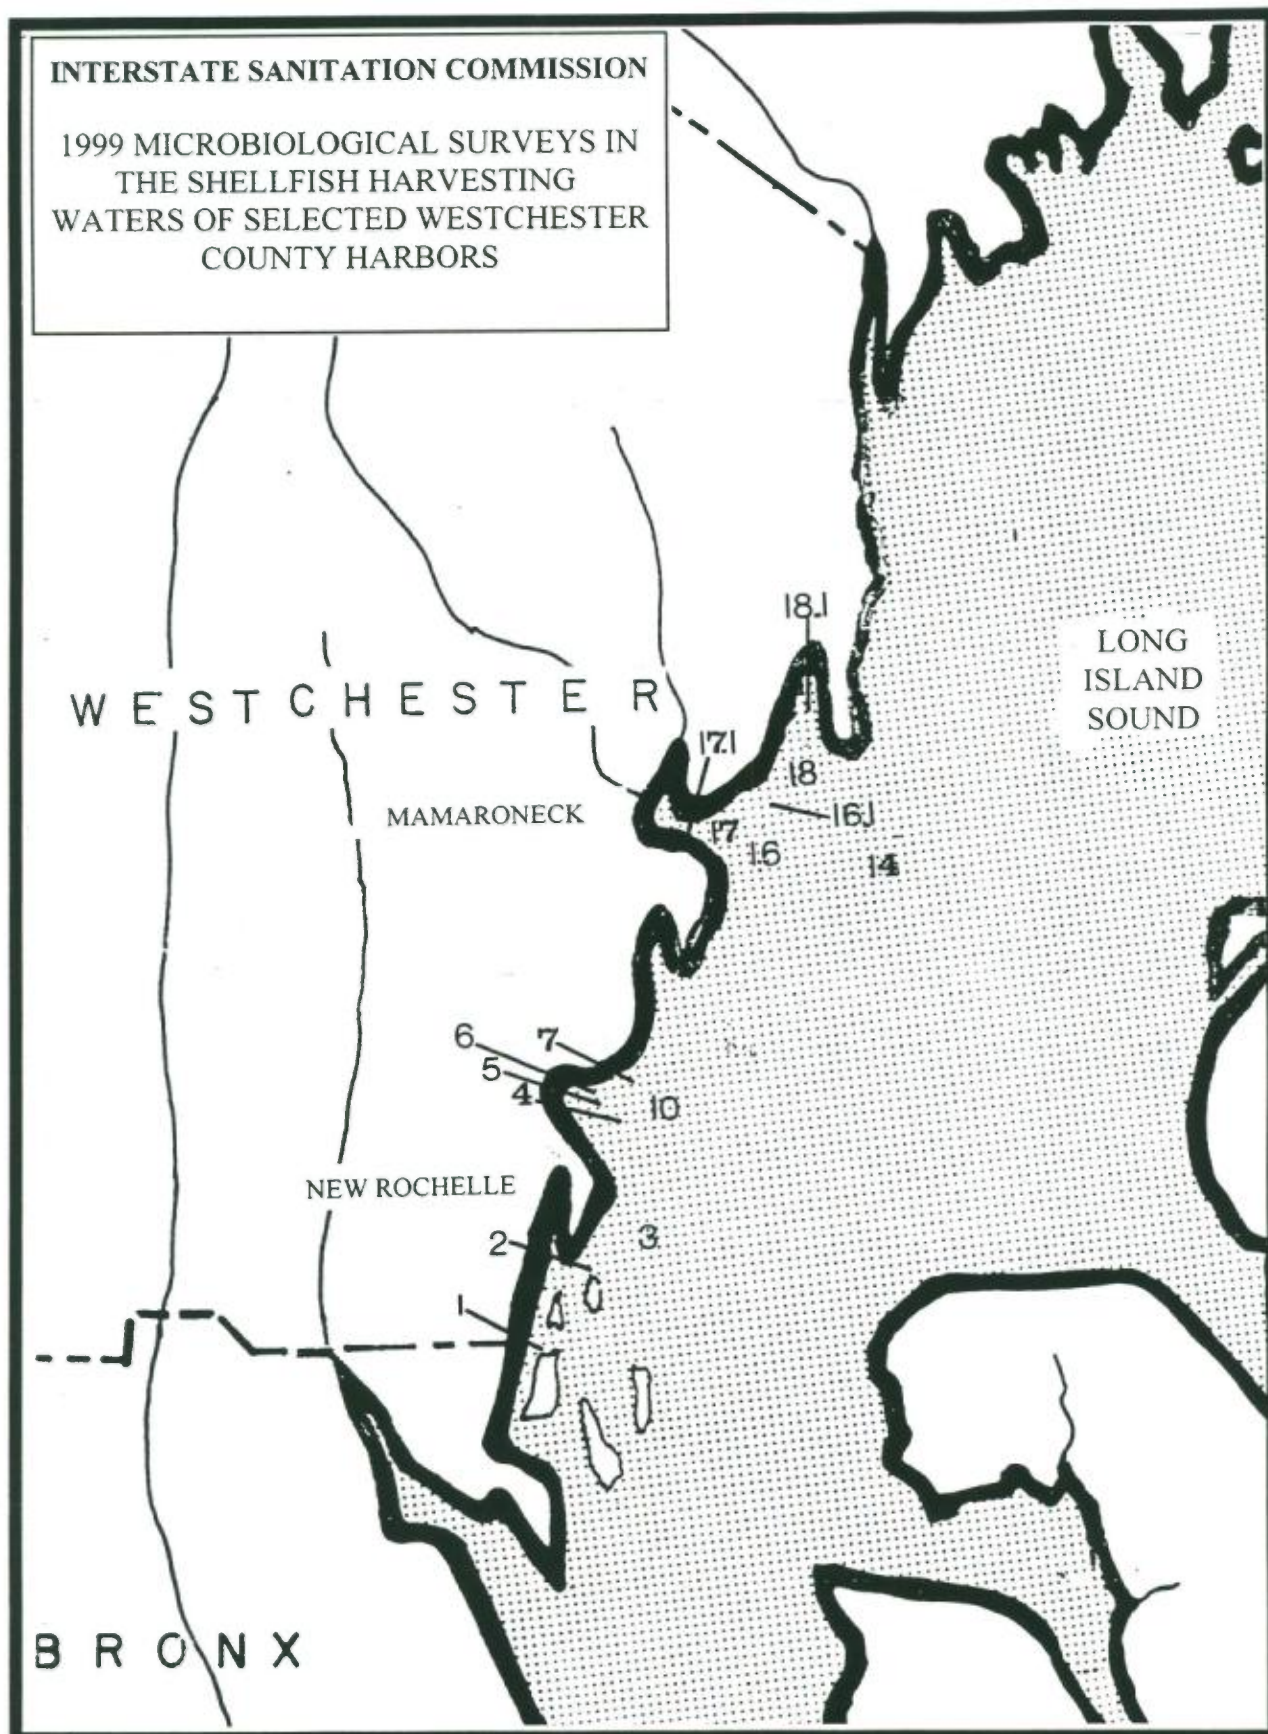 INTERSTATE SANITATION COMMISSION
1999 MICROBIOLOGICAL SURVEYS IN
THE SHELLFISH HARVESTING
WATERS OF SELECTED WESTCHESTER
COUNTY HARBORS
18.1
LONG
ISLAND
SOUND
WESTCHESTER
17.1
18
MAMARONECK
16.1
17
16
14
6
7
5
4
10
NEW ROCHELLE
2
3
1
BRONX